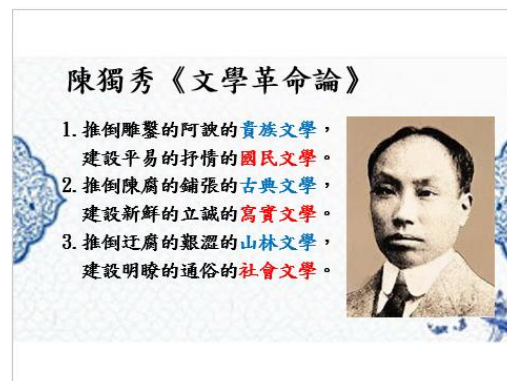 陳獨秀《文學革命論》
1. 推倒雕鑿的阿諛的貴族文學，
建設平易的抒情的國民文學。
2. 推倒陳腐的鋪張的古典文學，
建設新鮮的立誠的寫實文學。
3. 推倒迂腐的艱澀的山林文學，
建設明瞭的通俗的社會文學。